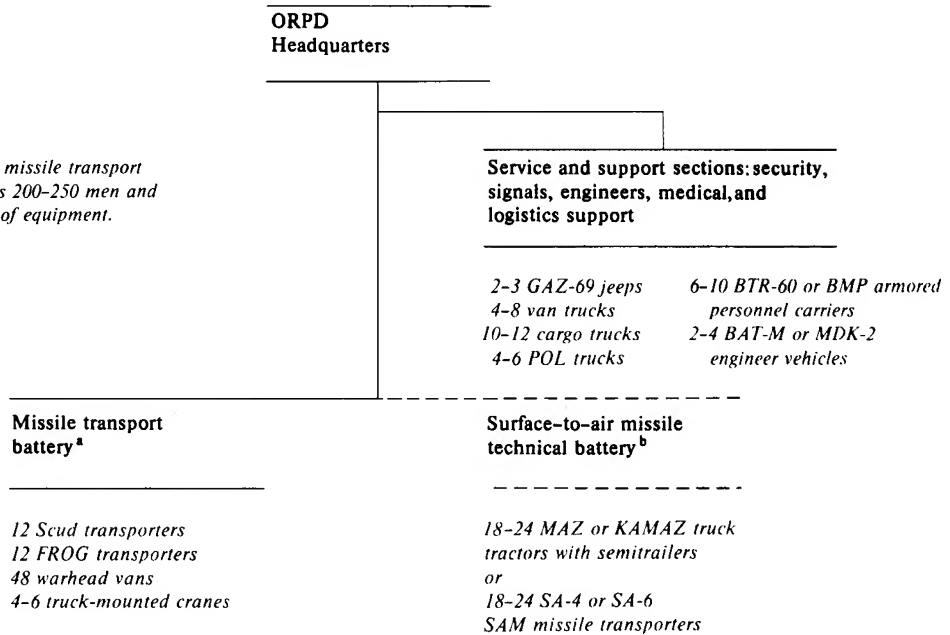 ORPD
Headquarters
missile transport
s 200-250 men and
of equipment.
Service and support sections: security,
signals, engineers, medical, and
logistics support
2-3 GAZ-69 jeeps
4-8 van trucks
10-12 cargo trucks
4-6 POL trucks
6-10 BTR-60 or BMP armored
personnel carriers
2-4 BAT-M or MDK-2
engineer vehicles
Missile transport
battery a
12 Scud transporters
12 FROG transporters
48 warhead vans
4-6 truck-mounted cranes
Surface-to-air missile
technical battery b
18-24 MAZ or KAMAZ truck
tractors with semitrailers
or
18-24 SA-4 or SA-6
SAM missile transporters